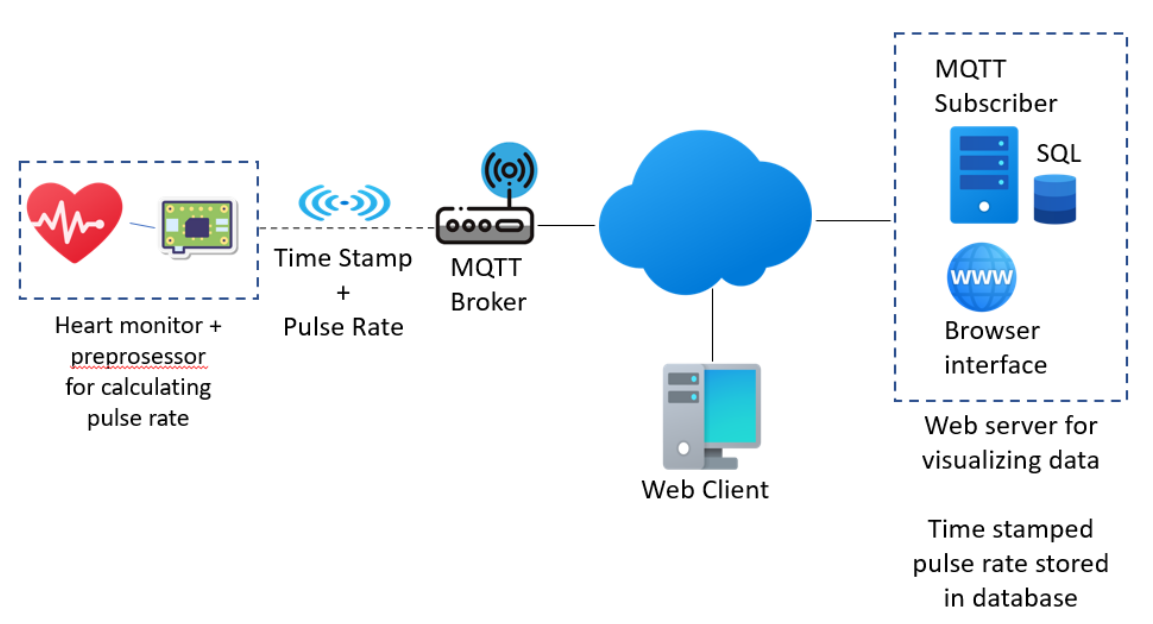 MQTT
Subscriber
SQL
WWW
Browser
interface
Web server for
visualizing data
Time stamped
pulse rate stored
in database
Heart monitor +
preprosessor
for calculating
pulse rate
Time Stamp
+
Pulse Rate
MQTT
Broker
Web Client